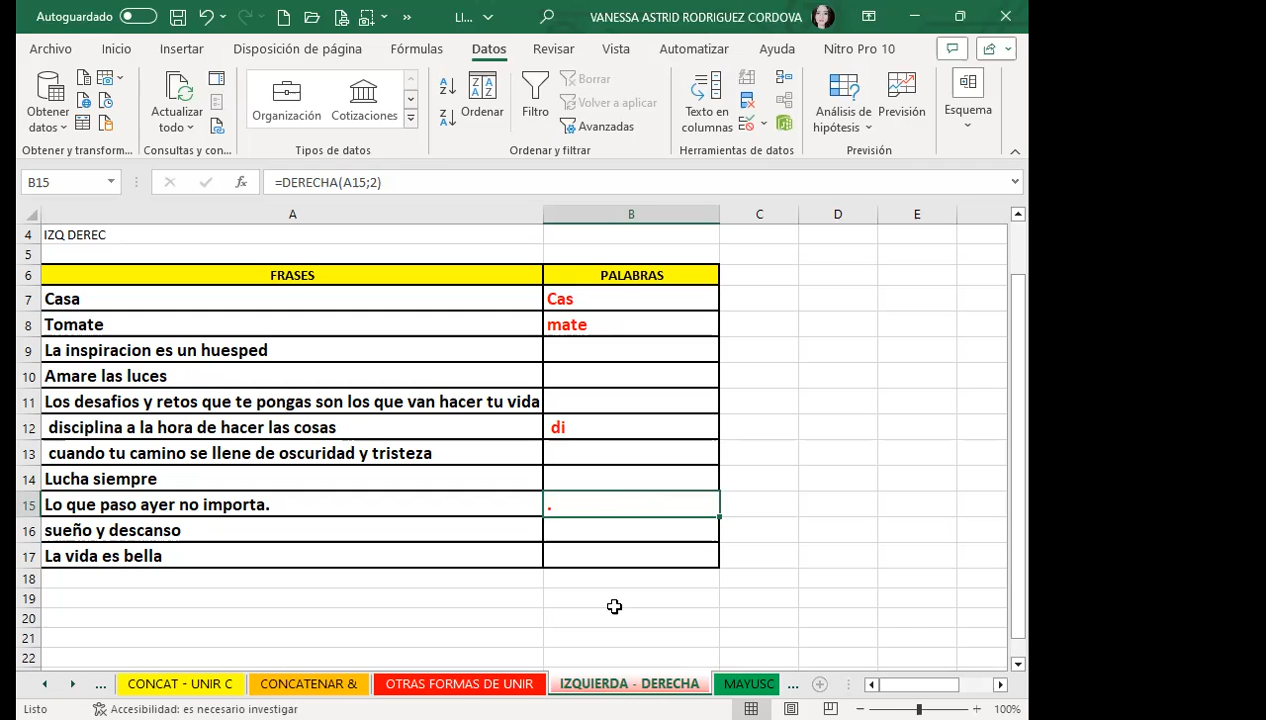 Autoguardado
LI...
VANESSA ASTRID RODRIGUEZ CORDOVA
Archivo Inicio Insertar Disposición de página Fórmulas Datos Revisar Vista Automatizar Ayuda Nitro Pro 10
Obtener datos
Obtener y transform...
Actualizar todo
Consultas y con...
Organización Cotizaciones
Tipos de datos
Ordenar
Filtro
Borrar
Volver a aplicar
Avanzadas
Ordenar y filtrar
Texto en columnas
Herramientas de datos
Análisis de hipótesis
Previsión
Previsión
Esquema
B15 fx =DERECHA(A15;2)
A B C D E
4 IZQ DEREC
5
6 FRASES PALABRAS
7 Casa Cas
8 Tomate mate
9 La inspiracion es un huesped
10 Amare las luces
11 Los desafios y retos que te pongas son los que van hacer tu vida
12 disciplina a la hora de hacer las cosas di
13 cuando tu camino se llene de oscuridad y tristeza
14 Lucha siempre
15 Lo que paso ayer no importa. .
16 sueño y descanso
17 La vida es bella
18
19
20
21
22
... CONCAT - UNIR C CONCATENAR & OTRAS FORMAS DE UNIR IZQUIERDA - DERECHA MAYUSC ...
Listo Accesibilidad: es necesario investigar 100%